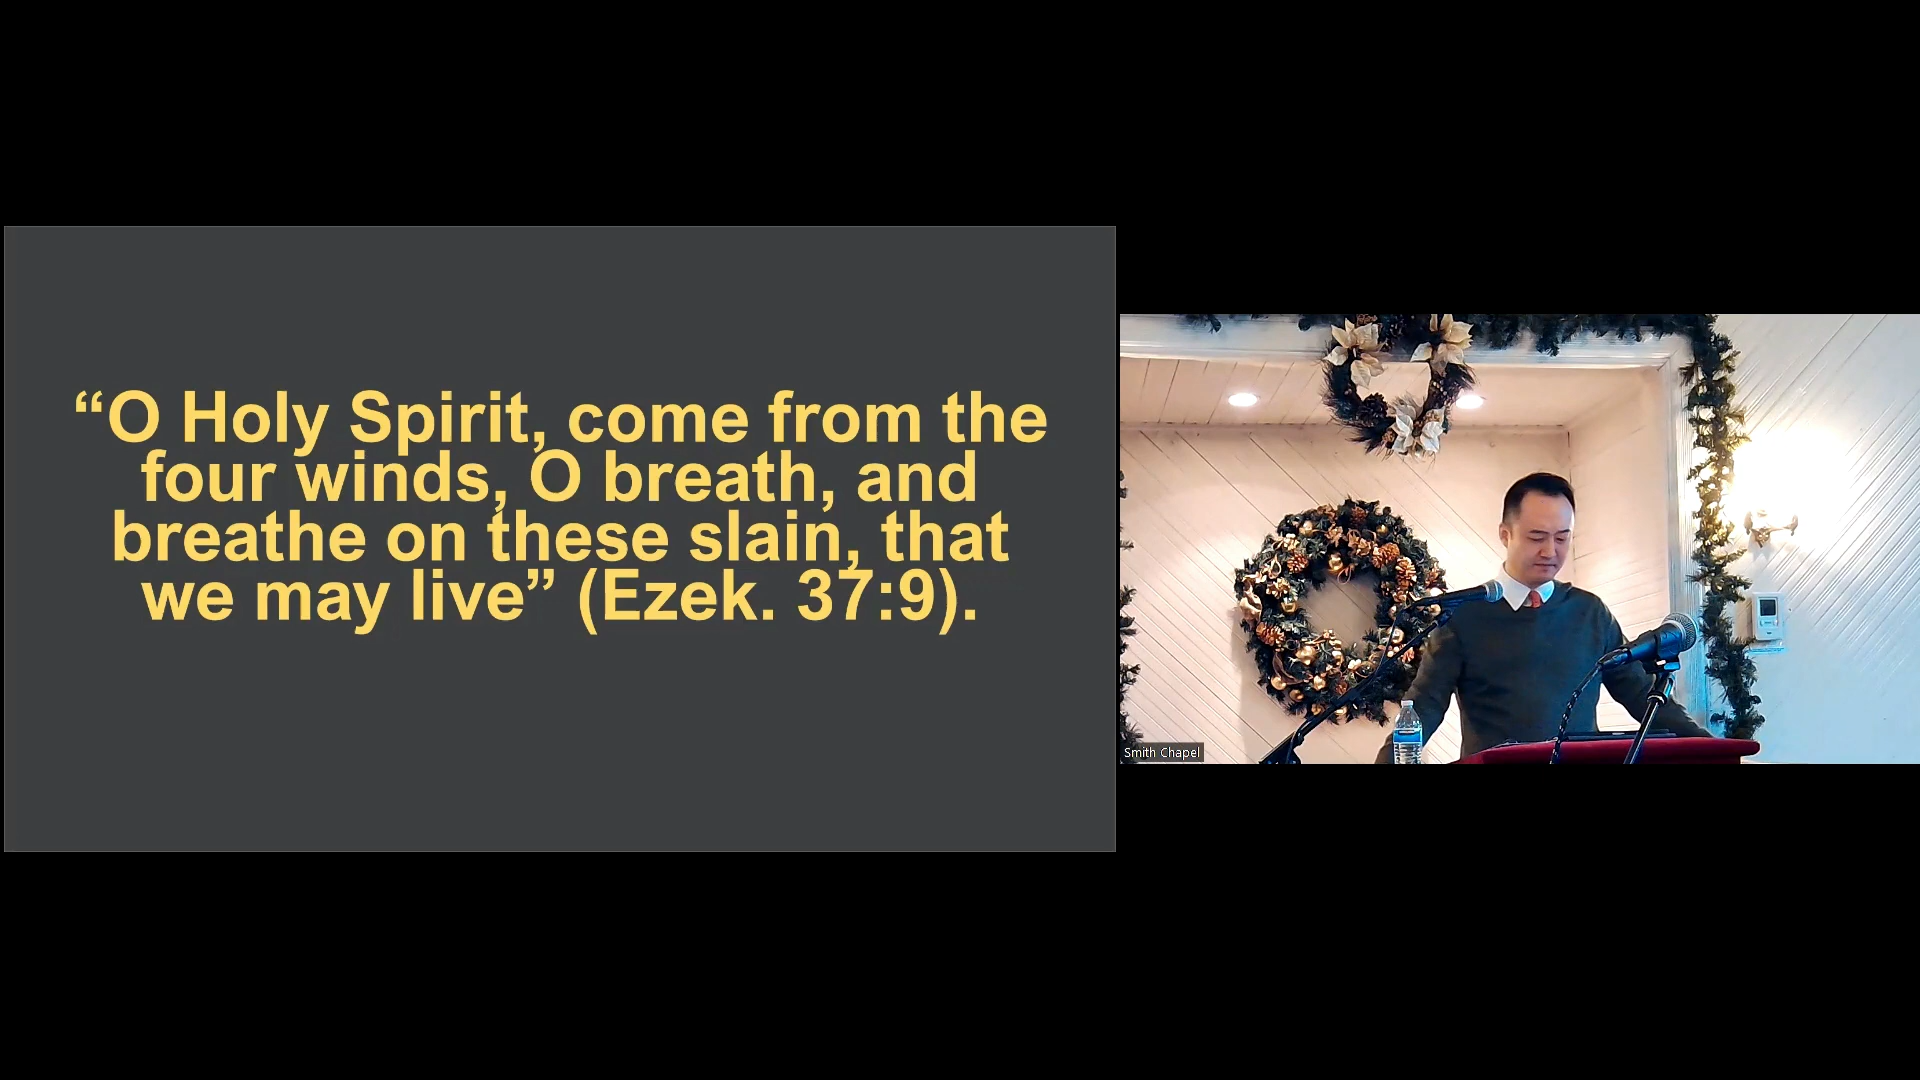 “O Holy Spirit, come from the
four winds, O breath, and
breathe on these slain, that
we may live” (Ezek. 37:9).
Smith Chapel